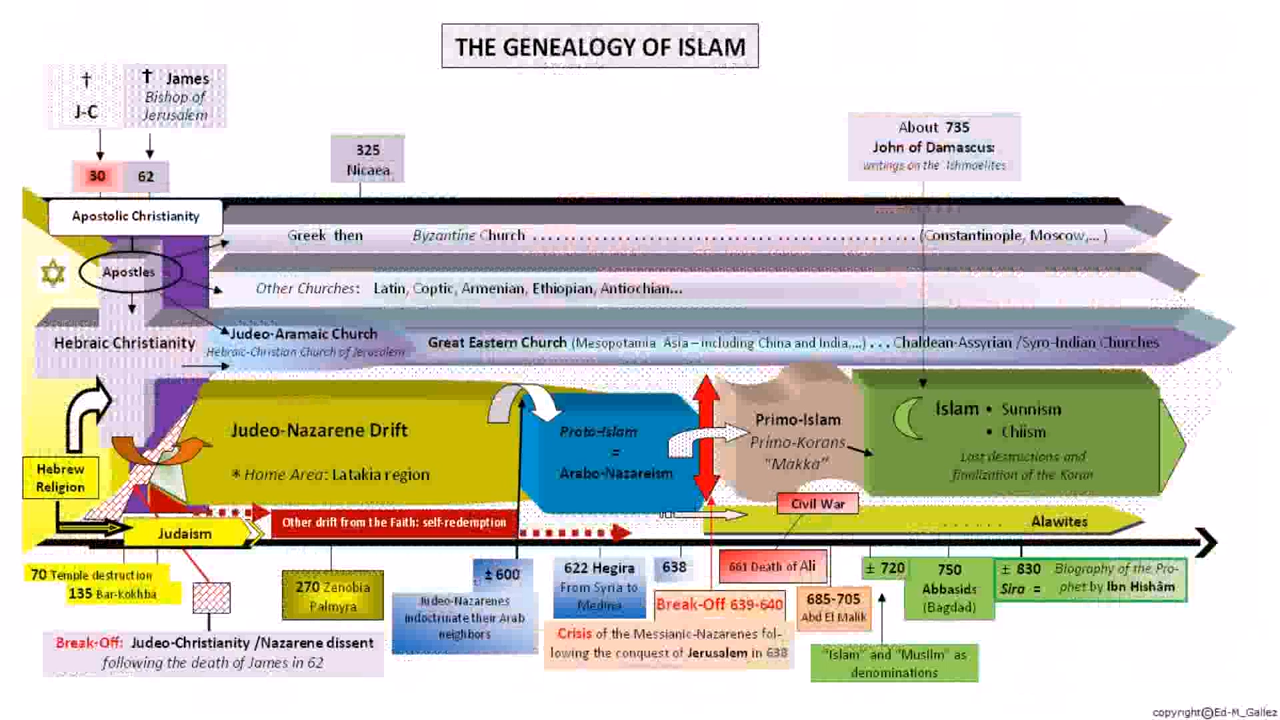 THE GENEALOGY OF ISLAM
†
J-C
† James
Bishop of
Jerusalem
30
62
325
Nicaea
About 735
John of Damascus:
writings on the Ishmaelites
Apostolic Christianity
Greek then Byzantine Church (Constantinople, Moscow,... )
Apostles
Other Churches: Latin, Coptic, Armenian, Ethiopian, Antiochian...
Judeo-Aramaic Church
Hebraic-Christian Church of Jerusalem
Hebraic Christianity
Great Eastern Church (Mesopotamia Asia – including China and India,...) . . . Chaldean-Assyrian /Syro-Indian Churches
Judeo-Nazarene Drift
* Home Area: Latakia region
Proto-Islam
=
Arabo-Nazareism
Primo-Islam
Primo-Korans
"Makka"
Islam • Sunnism
• Chiism
Last destructions and
finalization of the Koran
Hebrew
Religion
Civil War
Judaism
Other drift from the Faith: self-redemption
. . . . . . Alawites
70 Temple destruction
135 Bar-kokhba
270 Zenobia
Palmyra
± 600
Judeo-Nazarenes
indoctrinate their Arab
neighbors
622 Hegira
From Syria to
Medina
638
661 Death of Ali
± 720
750
Abbasids
(Bagdad)
± 830 Biography of the Pro-
Sira = phet by Ibn Hishâm
Break-Off 639-640
685-705
Abd El Malik
Crisis of the Messianic-Nazarenes fol-
lowing the conquest of Jerusalem in 638
Break-Off: Judeo-Christianity /Nazarene dissent
following the death of James in 62
"Islam" and "Muslim" as
denominations
copyright©Ed-M_Gallez